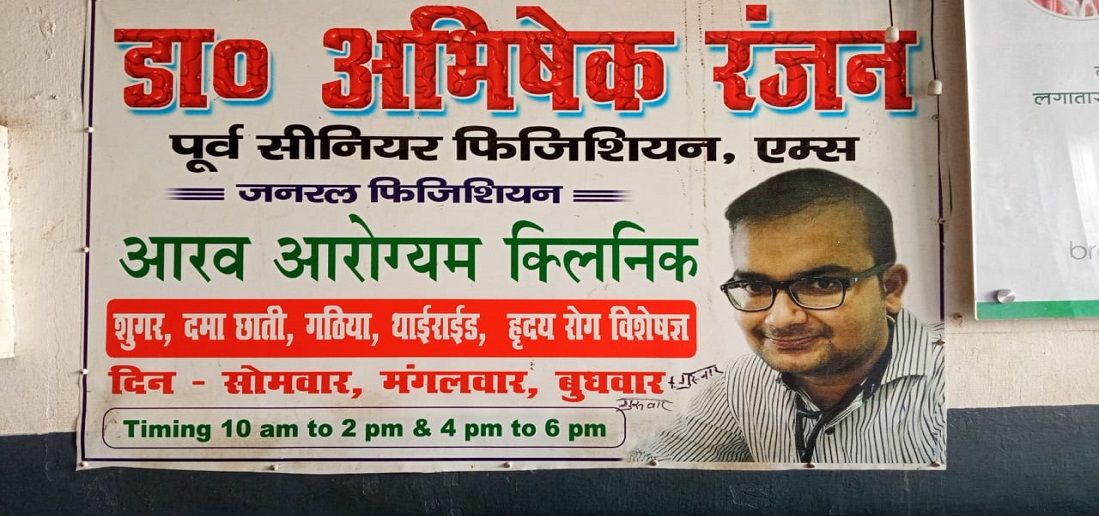 डा० अभिषेक रंजन
पूर्व सीनियर फिजिशियन, एम्स
जनरल फिजिशियन
आरव आरोग्यम क्लिनिक
शुगर, दमा छाती, गठिया, थाईराईड, हृदय रोग विशेषज्ञ
दिन - सोमवार, मंगलवार, बुधवार + गुरुवार
गुरुवार
Timing 10 am to 2 pm & 4 pm to 6 pm
लगातार